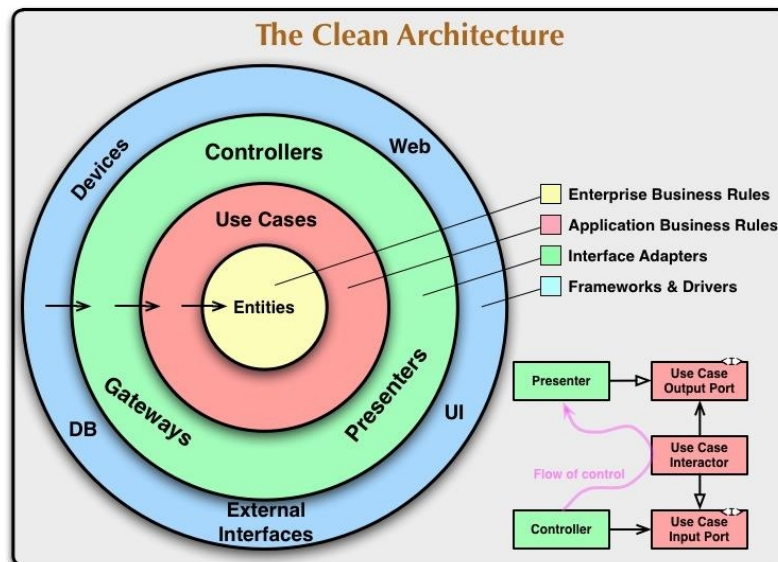 The Clean Architecture
Devices
Web
Controllers
Use Cases
Entities
Gateways
Presenters
DB
UI
External
Interfaces
Enterprise Business Rules
Application Business Rules
Interface Adapters
Frameworks & Drivers
Presenter
<I>
Use Case
Output Port
Use Case
Interactor
Flow of control
Controller
<I>
Use Case
Input Port